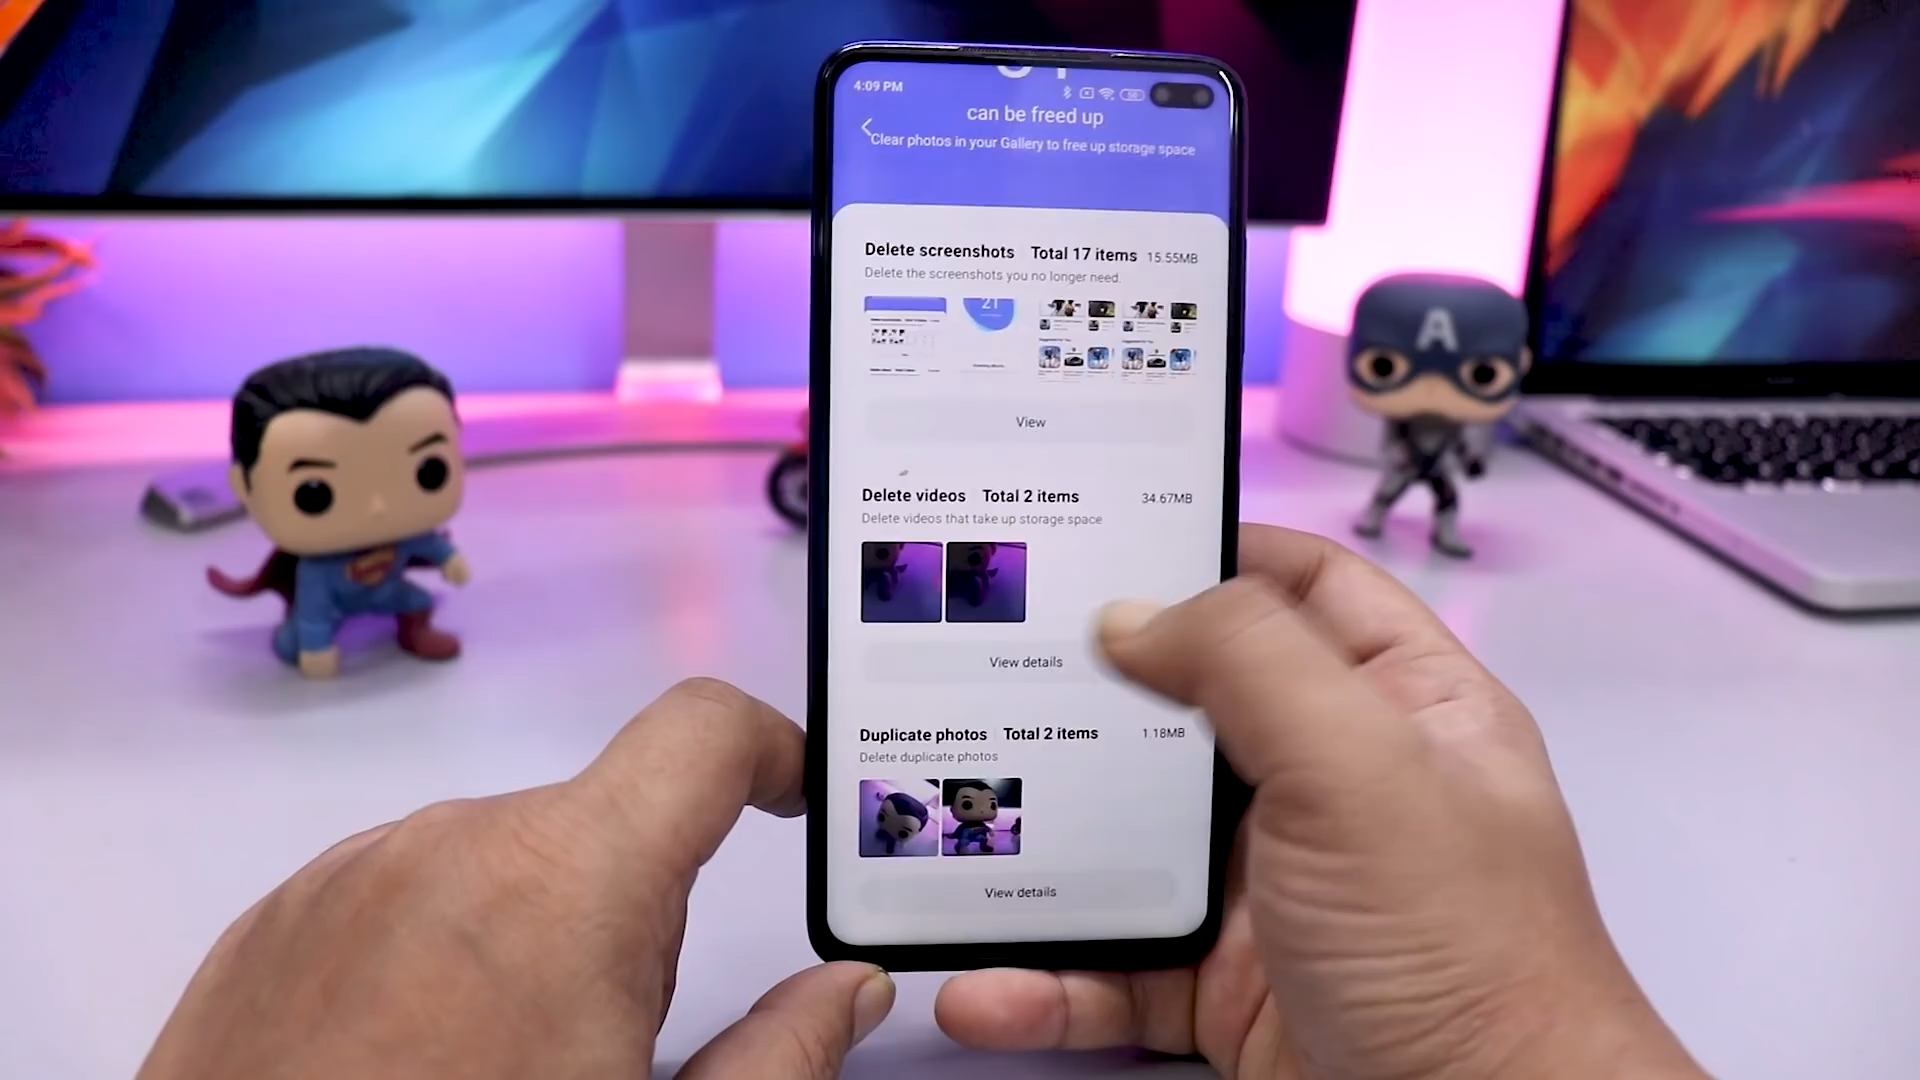 4:09 PM
can be freed up
Clear photos in your Gallery to free up storage space
Delete screenshots Total 17 items 15.55MB
Delete the screenshots you no longer need.
21
View
Delete videos Total 2 items 34.67MB
Delete videos that take up storage space
View details
Duplicate photos Total 2 items 1.18MB
Delete duplicate photos
View details
A